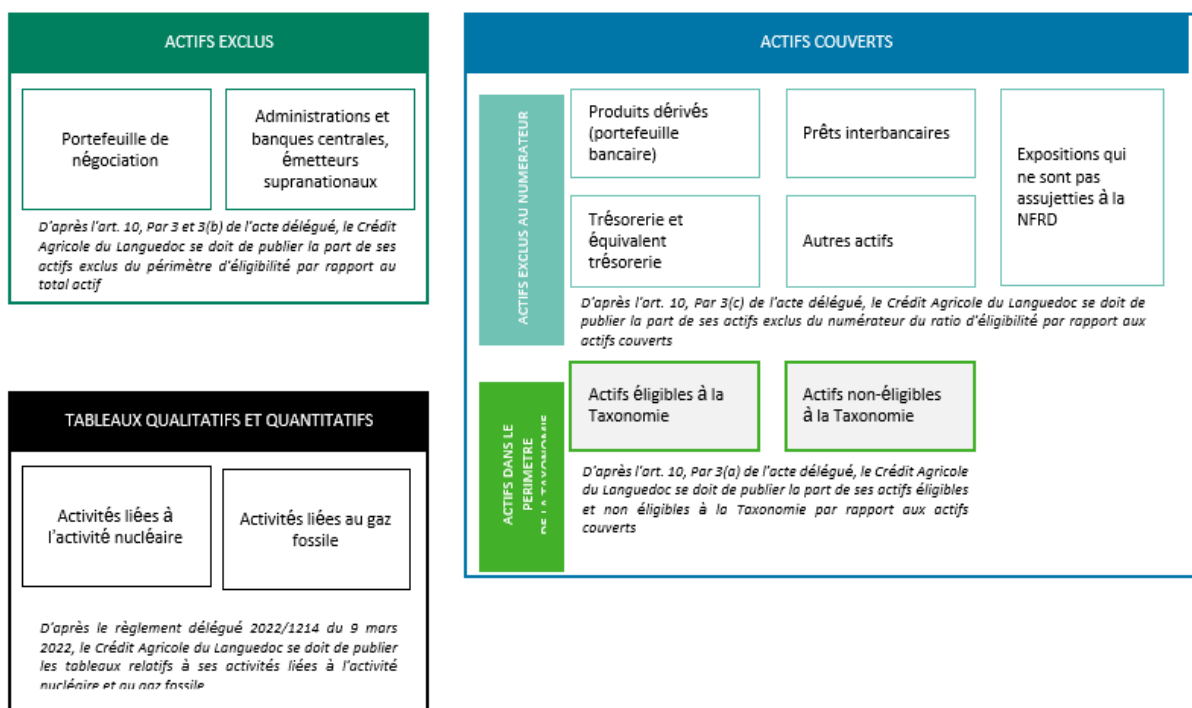 ACTIFS EXCLUS
Portefeuille de
négociation
Administrations et
banques centrales,
émetteurs
supranationaux
D'après l'art. 10, Par 3 et 3(b) de l'acte délégué, le Crédit
Agricole du Languedoc se doit de publier la part de ses
actifs exclus du périmètre d'éligibilité par rapport au
total actif
TABLEAUX QUALITATIFS ET QUANTITATIFS
Activités liées à
l'activité nucléaire
Activités liées au gaz
fossile
D'après le règlement délégué 2022/1214 du 9 mars
2022, le Crédit Agricole du Languedoc se doit de publier
les tableaux relatifs à ses activités liées à l'activité
nucléaire et au gaz fossile
ACTIFS COUVERTS
ACTIFS EXCLUS AU NUMERATEUR
Produits dérivés
(portefeuille
bancaire)
Prêts interbancaires
Expositions qui
ne sont pas
assujetties à la
NFRD
Trésorerie et
équivalent
trésorerie
Autres actifs
D'après l'art. 10, Par 3(c) de l'acte délégué, le Crédit Agricole du Languedoc se doit de
publier la part de ses actifs exclus du numérateur du ratio d'éligibilité par rapport aux
actifs couverts
ACTIFS DANS LE
PERIMETRE
DE LA TAXONOMIE
Actifs éligibles à la
Taxonomie
Actifs non-éligibles
à la Taxonomie
D'après l'art. 10, Par 3(a) de l'acte délégué, le Crédit Agricole
du Languedoc se doit de publier la part de ses actifs éligibles
et non éligibles à la Taxonomie par rapport aux actifs
couverts